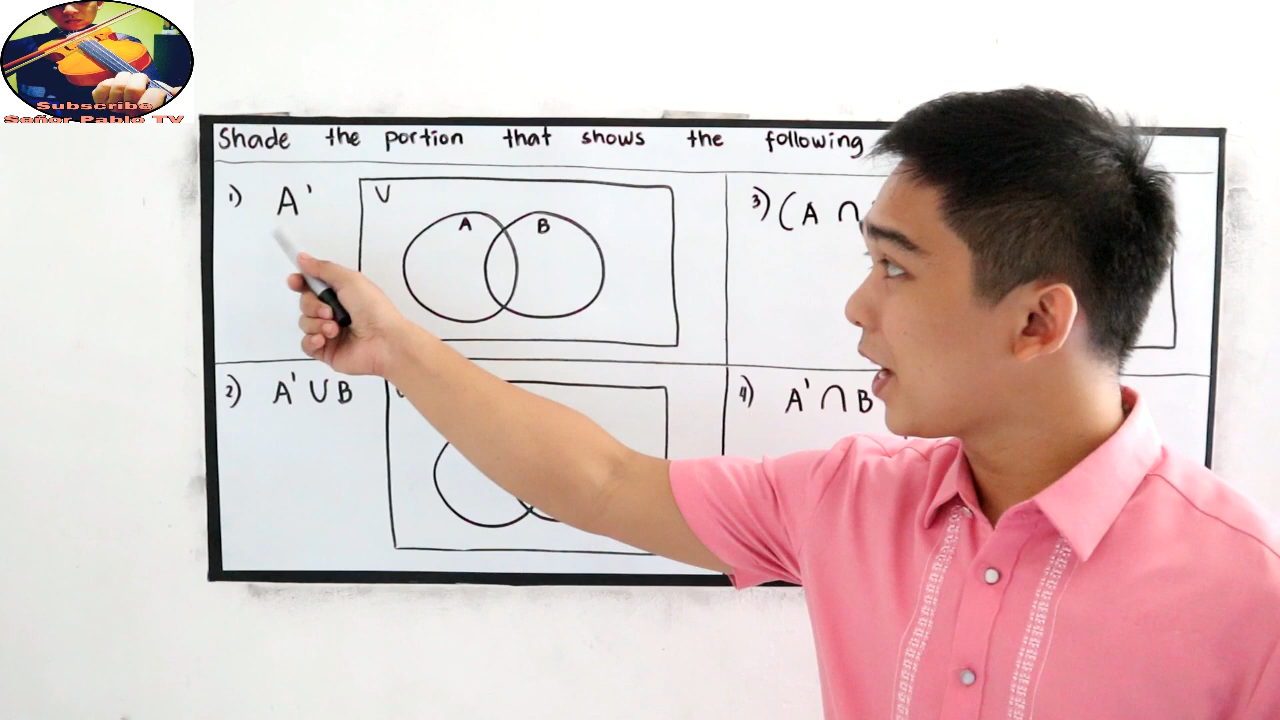 Subscribe
Señor Pablo TV
Shade the portion that shows the following
1) A'
U
A B
3) (A ∩
2) A' ∪ B
4) A' ∩ B